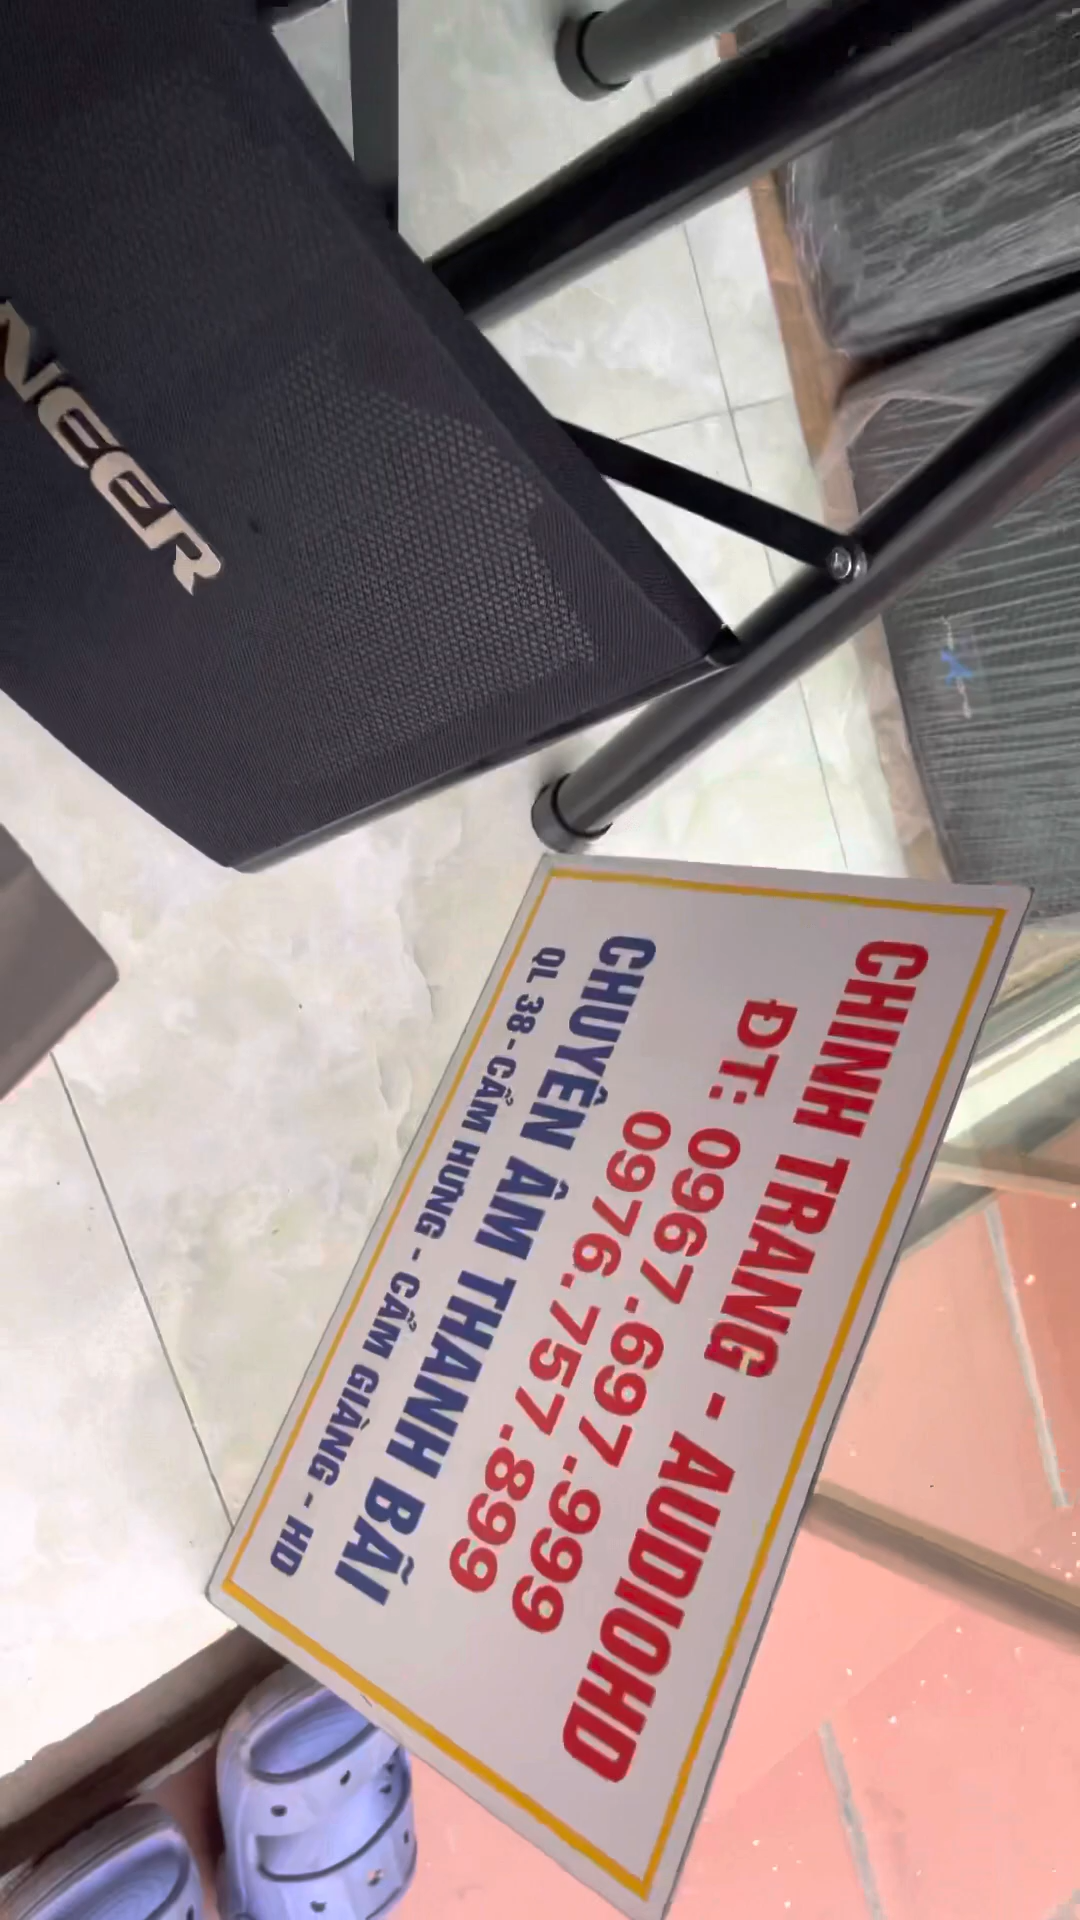 CHINH TRANG - AUDIOHD
ĐT: 0967.697.999
0976.757.899
CHUYÊN ÂM THANH BÃI
QL 38 - CẨM HƯNG - CẨM GIÀNG - HD
NEER